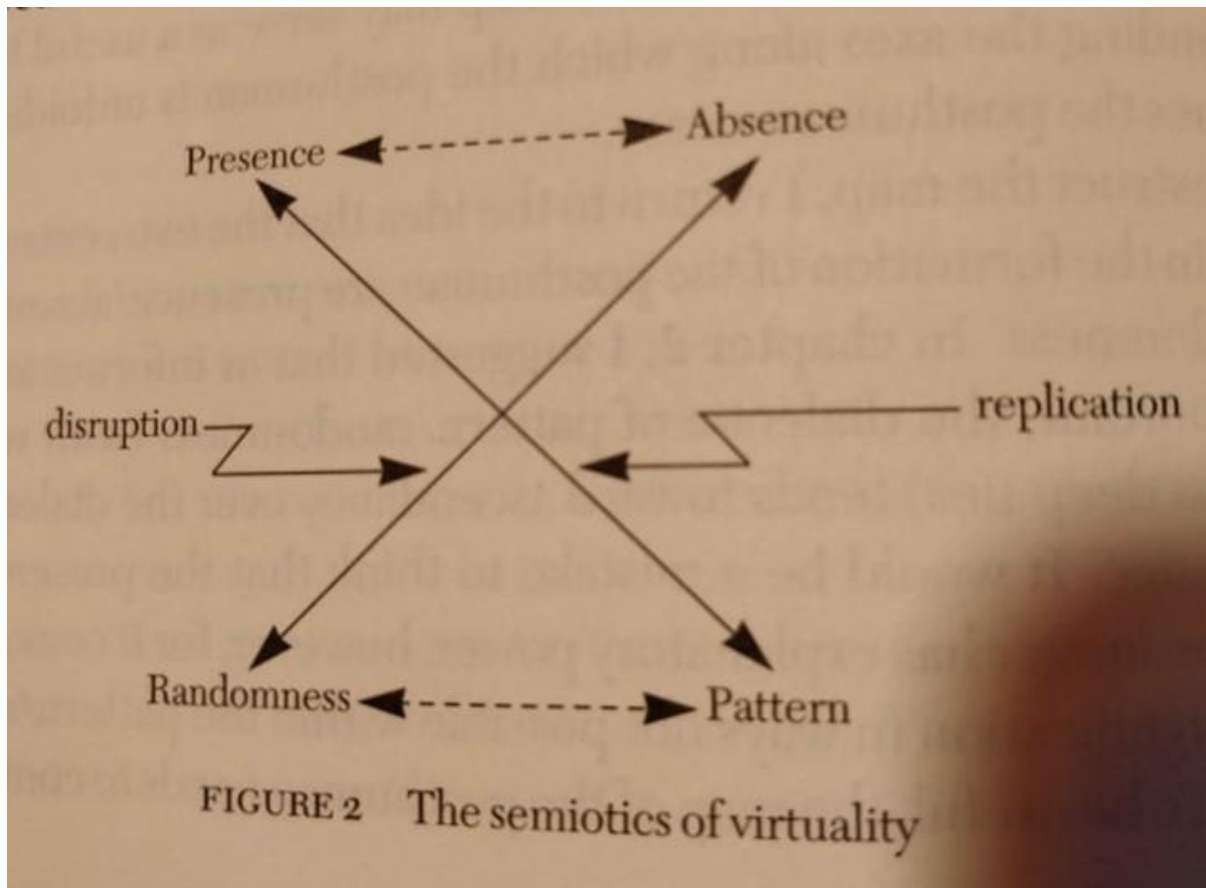 Presence
Absence
disruption
replication
Randomness
Pattern
FIGURE 2 The semiotics of virtuality